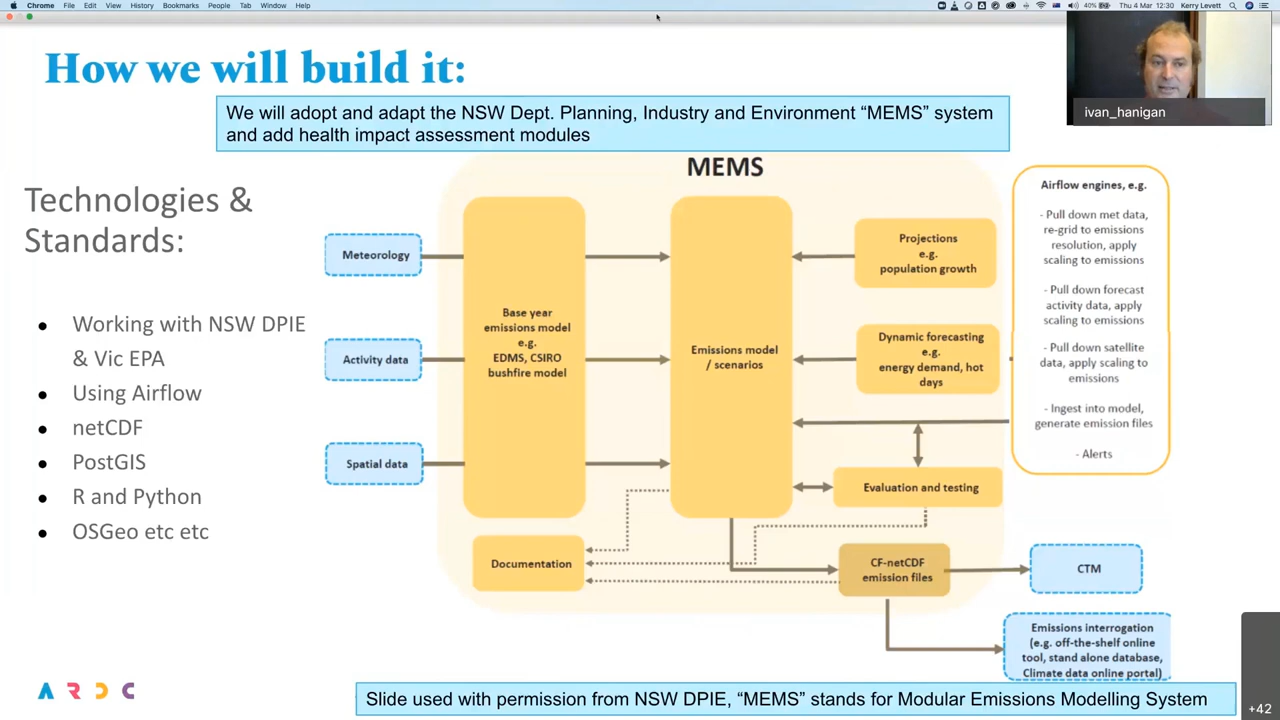 Chrome File Edit View History Bookmarks People Tab Window Help
40% Thu 4 Mar 12:30 Kerry Levett
How we will build it:
We will adopt and adapt the NSW Dept. Planning, Industry and Environment “MEMS” system
and add health impact assessment modules
ivan_hanigan
Technologies &
Standards:
● Working with NSW DPIE
& Vic EPA
● Using Airflow
● netCDF
● PostGIS
● R and Python
● OSGeo etc etc
MEMS
Meteorology
Activity data
Spatial data
Base year
emissions model
e.g.
EDMS, CSIRO
bushfire model
Emissions model
/ scenarios
Projections
e.g.
population growth
Dynamic forecasting
e.g.
energy demand, hot
days
Evaluation and testing
Airflow engines, e.g.
- Pull down met data,
re-grid to emissions
resolution, apply
scaling to emissions
- Pull down forecast
activity data, apply
scaling to emissions
- Pull down satellite
data, apply scaling to
emissions
- Ingest into model,
generate emission files
- Alerts
Documentation
CF-netCDF
emission files
CTM
Emissions interrogation
(e.g. off-the-shelf online
tool, stand alone database,
Climate data online portal)
ARDC
Slide used with permission from NSW DPIE, “MEMS” stands for Modular Emissions Modelling System
+42